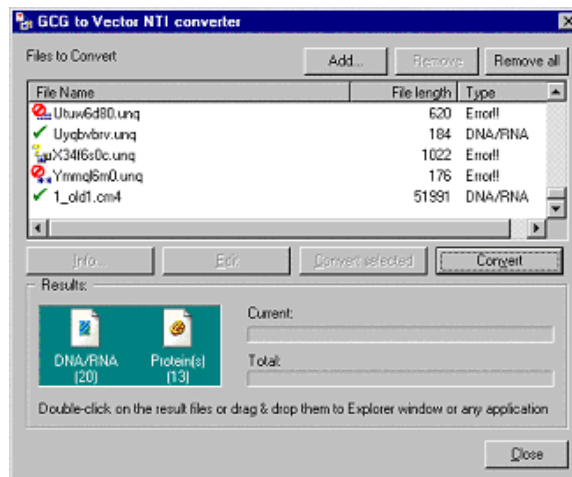 GCG to Vector NTI converter
Files to Convert
Add...
Remove
Remove all
File Name File length Type
Utuw6d80.unq 620 Error!!
Uyqbvbrv.unq 184 DNA/RNA
X34f6s0c.unq 1022 Error!!
Ymmql6m0.unq 176 Error!!
1_old1.cm4 51991 DNA/RNA
Info...
Edit
Convert selected
Convert
Results:
DNA/RNA
(20)
Protein(s)
(13)
Current:
Total:
Double-click on the result files or drag & drop them to Explorer window or any application
Close